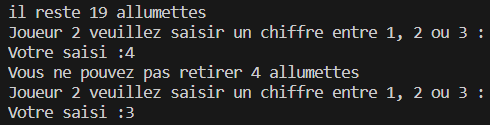 il reste 19 allumettes
Joueur 2 veuillez saisir un chiffre entre 1, 2 ou 3 :
Votre saisi :4
Vous ne pouvez pas retirer 4 allumettes
Joueur 2 veuillez saisir un chiffre entre 1, 2 ou 3 :
Votre saisi :3